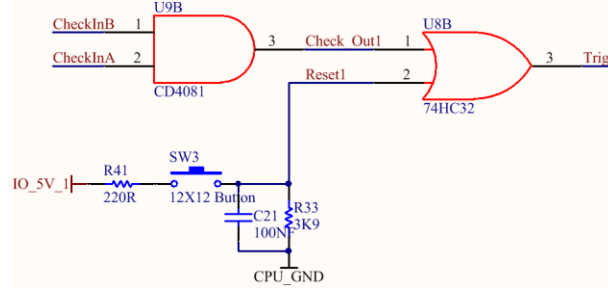 U9B
U8B
CheckInB 1
3 Check_Out1 1
CheckInA 2
3 Trig
Reset1 2
CD4081
74HC32
SW3
R41
IO_5V_1
220R
12X12 Button
C21
R33
100NF
3K9
CPU_GND